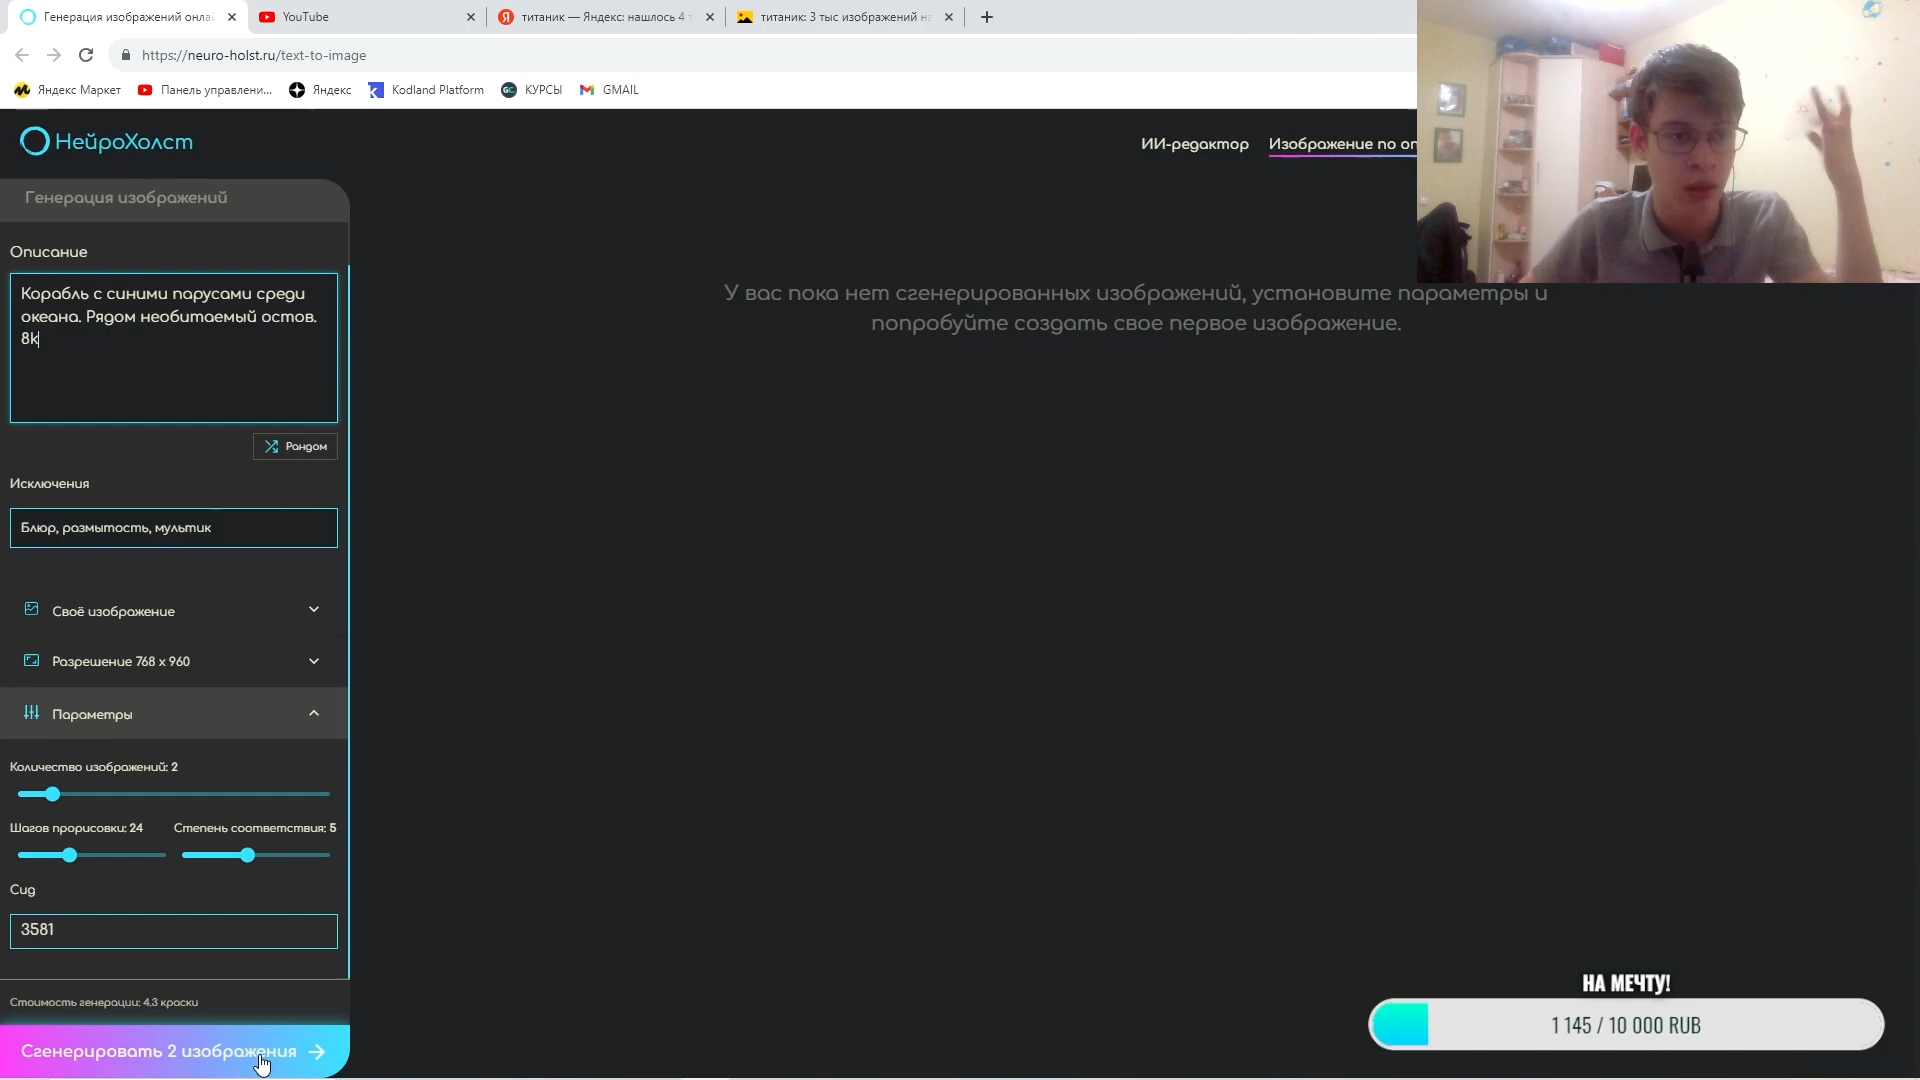 Генерация изображений онла
YouTube
титаник — Яндекс: нашлось 4 т
титаник: 3 тыс изображений на
https://neuro-holst.ru/text-to-image
Яндекс Маркет
Панель управлени...
Яндекс
Kodland Platform
GC
КУРСЫ
GMAIL
НейроХолст
ИИ-редактор
Изображение по оп
Генерация изображений
Описание
Корабль с синими парусами среди
океана. Рядом необитаемый остов.
8k
Рандом
Исключения
Блюр, размытость, мультик
Своё изображение
Разрешение 768 x 960
Параметры
Количество изображений: 2
Шагов прорисовки: 24
Степень соответствия: 5
Сид
3581
Стоимость генерации: 4.3 краски
Сгенерировать 2 изображения
У вас пока нет сгенерированных изображений, установите параметры и
попробуйте создать свое первое изображение.
НА МЕЧТУ!
1 145 / 10 000 RUB